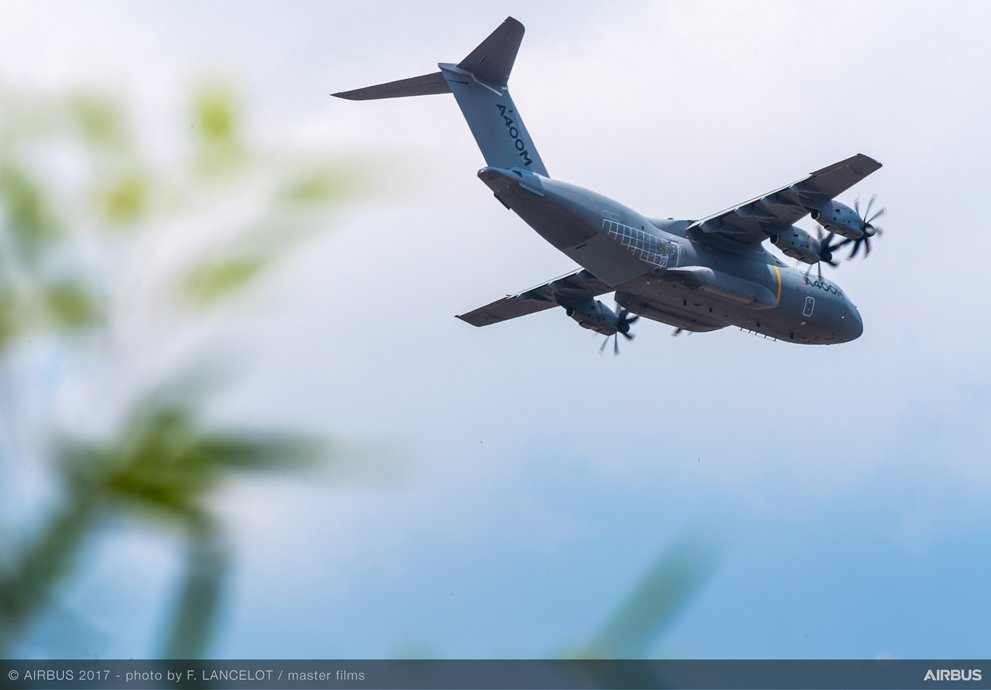 A400M
A400M
© AIRBUS 2017 - photo by F. LANCELOT / master films
AIRBUS